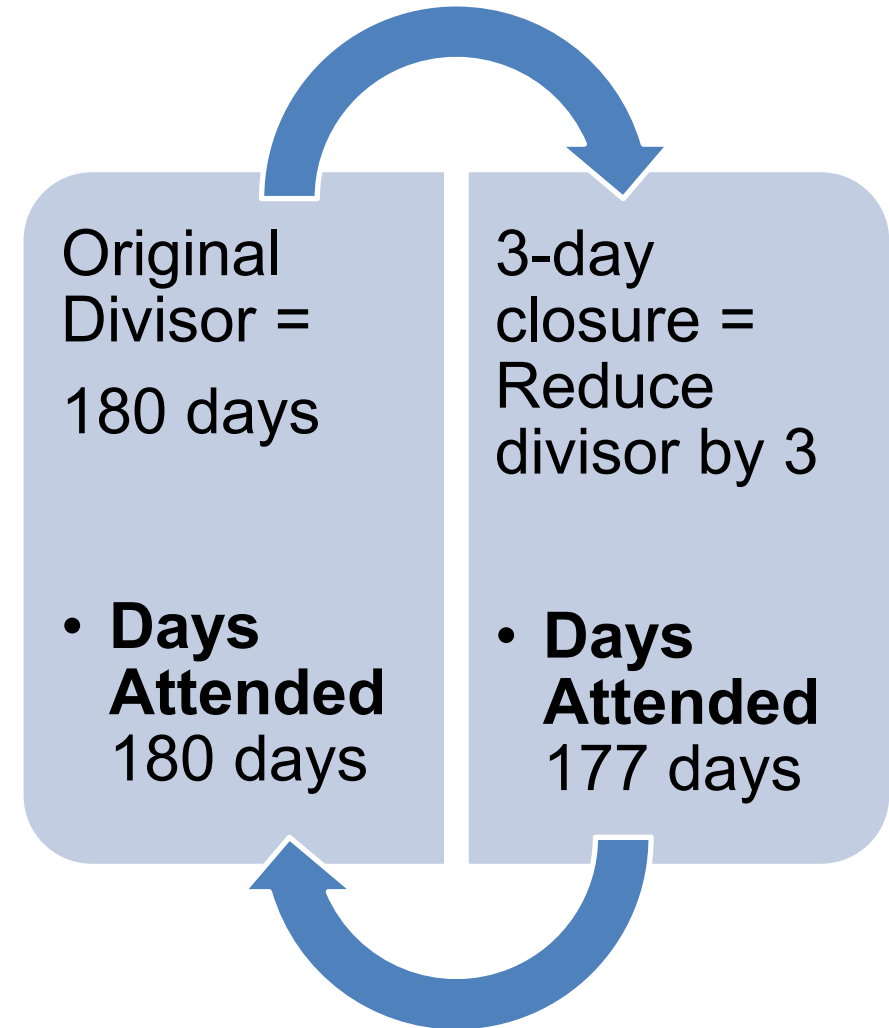 Original
Divisor =
180 days
• Days
Attended
180 days
3-day
closure =
Reduce
divisor by 3
• Days
Attended
177 days